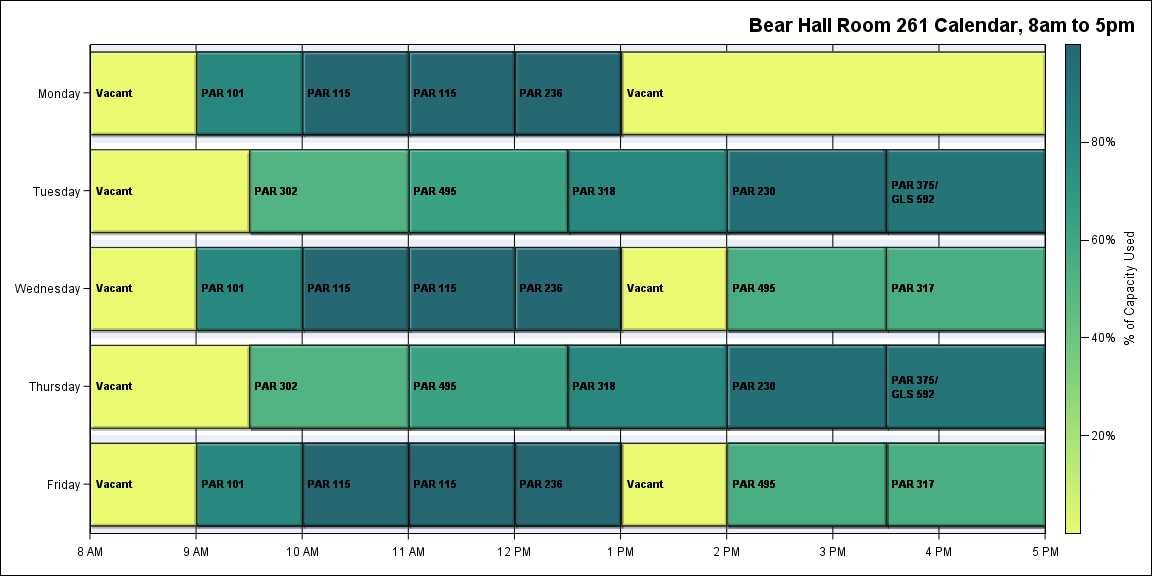 Bear Hall Room 261 Calendar, 8am to 5pm
Monday
Vacant
PAR 101
PAR 115
PAR 115
PAR 236
Vacant
Tuesday
Vacant
PAR 302
PAR 495
PAR 318
PAR 230
PAR 375/
GLS 592
Wednesday
Vacant
PAR 101
PAR 115
PAR 115
PAR 236
Vacant
PAR 495
PAR 317
Thursday
Vacant
PAR 302
PAR 495
PAR 318
PAR 230
PAR 375/
GLS 592
Friday
Vacant
PAR 101
PAR 115
PAR 115
PAR 236
Vacant
PAR 495
PAR 317
8 AM
9 AM
10 AM
11 AM
12 PM
1 PM
2 PM
3 PM
4 PM
5 PM
80%
60%
40%
20%
% of Capacity Used